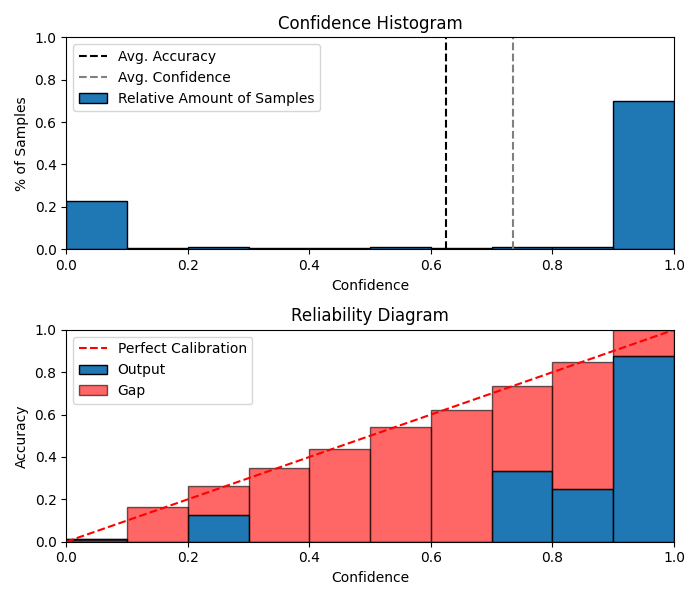 Confidence Histogram
1.0
0.8
0.6
0.4
0.2
0.0
% of Samples
Avg. Accuracy
Avg. Confidence
Relative Amount of Samples
0.0 0.2 0.4 0.6 0.8 1.0
Confidence
Reliability Diagram
1.0
0.8
0.6
0.4
0.2
0.0
Accuracy
Perfect Calibration
Output
Gap
0.0 0.2 0.4 0.6 0.8 1.0
Confidence